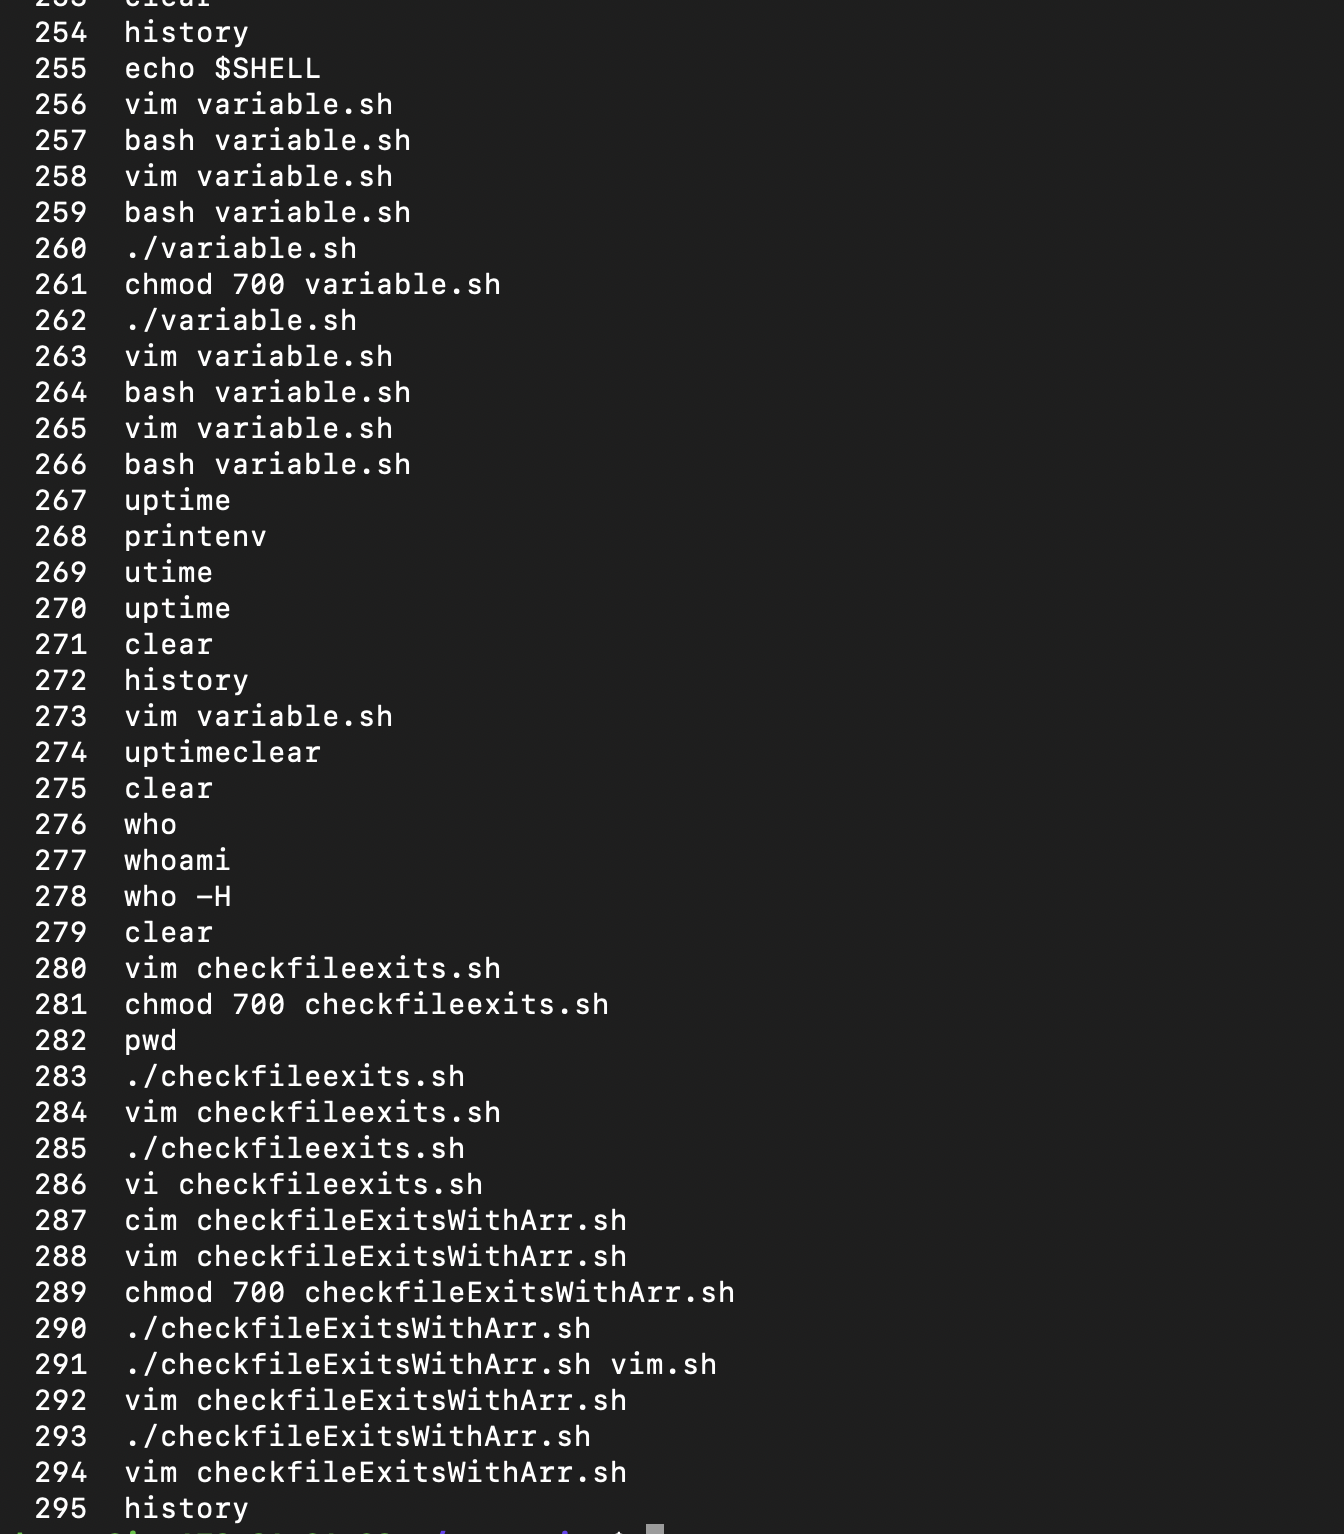 253 clear
254 history
255 echo $SHELL
256 vim variable.sh
257 bash variable.sh
258 vim variable.sh
259 bash variable.sh
260 ./variable.sh
261 chmod 700 variable.sh
262 ./variable.sh
263 vim variable.sh
264 bash variable.sh
265 vim variable.sh
266 bash variable.sh
267 uptime
268 printenv
269 utime
270 uptime
271 clear
272 history
273 vim variable.sh
274 uptimeclear
275 clear
276 who
277 whoami
278 who -H
279 clear
280 vim checkfileexits.sh
281 chmod 700 checkfileexits.sh
282 pwd
283 ./checkfileexits.sh
284 vim checkfileexits.sh
285 ./checkfileexits.sh
286 vi checkfileexits.sh
287 cim checkfileExitsWithArr.sh
288 vim checkfileExitsWithArr.sh
289 chmod 700 checkfileExitsWithArr.sh
290 ./checkfileExitsWithArr.sh
291 ./checkfileExitsWithArr.sh vim.sh
292 vim checkfileExitsWithArr.sh
293 ./checkfileExitsWithArr.sh
294 vim checkfileExitsWithArr.sh
295 history